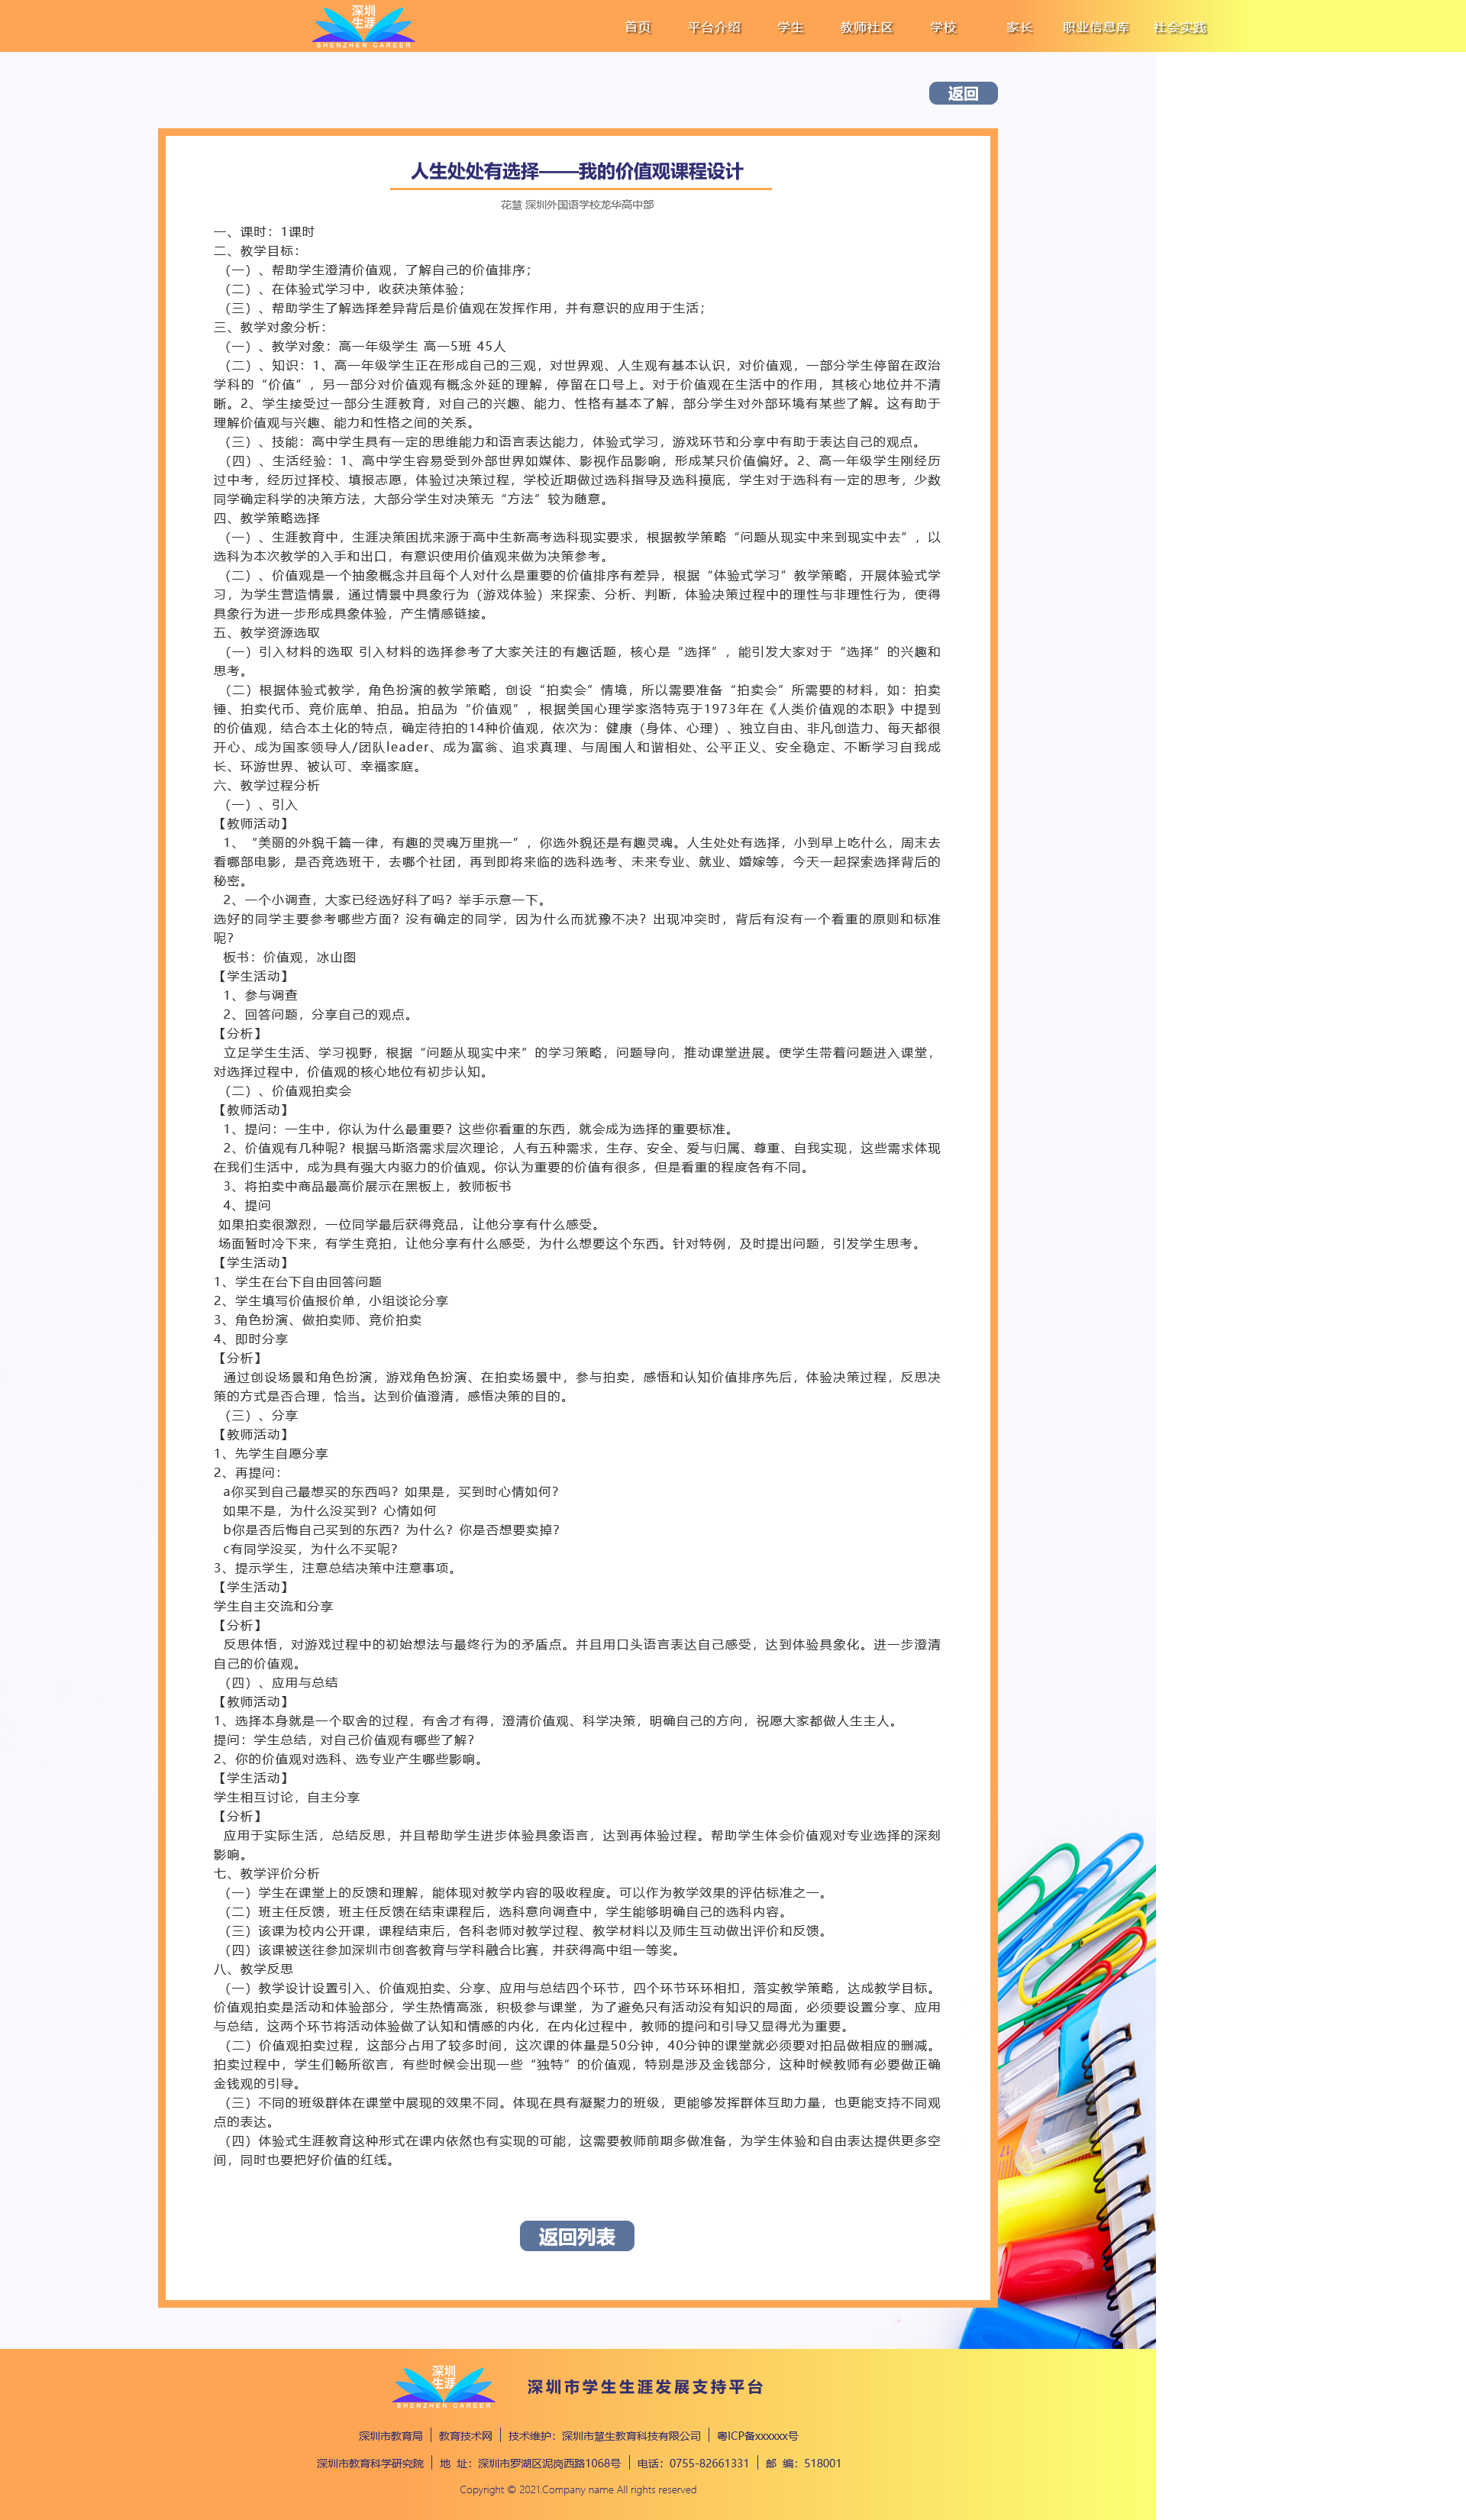 深圳
生涯
SHENZHEN CAREER
首页 平台介绍 学生 教师社区 学校 家长 职业信息库 社会实践
返回
人生处处有选择——我的价值观课程设计
花慧 深圳外国语学校龙华高中部
一、课时：1课时
二、教学目标：
（一）、帮助学生澄清价值观，了解自己的价值排序；
（二）、在体验式学习中，收获决策体验；
（三）、帮助学生了解选择差异背后是价值观在发挥作用，并有意识的应用于生活；
三、教学对象分析：
（一）、教学对象：高一年级学生 高一5班 45人
（二）、知识：1、高一年级学生正在形成自己的三观，对世界观、人生观有基本认识，对价值观，一部分学生停留在政治
学科的“价值”，另一部分对价值观有概念外延的理解，停留在口号上。对于价值观在生活中的作用，其核心地位并不清
晰。2、学生接受过一部分生涯教育，对自己的兴趣、能力、性格有基本了解，部分学生对外部环境有某些了解。这有助于
理解价值观与兴趣、能力和性格之间的关系。
（三）、技能：高中学生具有一定的思维能力和语言表达能力，体验式学习，游戏环节和分享中有助于表达自己的观点。
（四）、生活经验：1、高中学生容易受到外部世界如媒体、影视作品影响，形成某只价值偏好。2、高一年级学生刚经历
过中考，经历过择校、填报志愿，体验过决策过程，学校近期做过选科指导及选科摸底，学生对于选科有一定的思考，少数
同学确定科学的决策方法，大部分学生对决策无“方法”较为随意。
四、教学策略选择
（一）、生涯教育中，生涯决策困扰来源于高中生新高考选科现实要求，根据教学策略“问题从现实中来到现实中去”，以
选科为本次教学的入手和出口，有意识使用价值观来做为决策参考。
（二）、价值观是一个抽象概念并且每个人对什么是重要的价值排序有差异，根据“体验式学习”教学策略，开展体验式学
习，为学生营造情景，通过情景中具象行为（游戏体验）来探索、分析、判断，体验决策过程中的理性与非理性行为，使得
具象行为进一步形成具象体验，产生情感链接。
五、教学资源选取
（一）引入材料的选取 引入材料的选择参考了大家关注的有趣话题，核心是“选择”，能引发大家对于“选择”的兴趣和
思考。
（二）根据体验式教学，角色扮演的教学策略，创设“拍卖会”情境，所以需要准备“拍卖会”所需要的材料，如：拍卖
锤、拍卖代币、竞价底单、拍品。拍品为“价值观”，根据美国心理学家洛特克于1973年在《人类价值观的本职》中提到
的价值观，结合本土化的特点，确定待拍的14种价值观，依次为：健康（身体、心理）、独立自由、非凡创造力、每天都很
开心、成为国家领导人/团队leader、成为富翁、追求真理、与周围人和谐相处、公平正义、安全稳定、不断学习自我成
长、环游世界、被认可、幸福家庭。
六、教学过程分析
（一）、引入
【教师活动】
1、“美丽的外貌千篇一律，有趣的灵魂万里挑一”，你选外貌还是有趣灵魂。人生处处有选择，小到早上吃什么，周末去
看哪部电影，是否竞选班干，去哪个社团，再到即将来临的选科选考、未来专业、就业、婚嫁等，今天一起探索选择背后的
秘密。
2、一个小调查，大家已经选好科了吗？举手示意一下。
选好的同学主要参考哪些方面？没有确定的同学，因为什么而犹豫不决？出现冲突时，背后有没有一个看重的原则和标准
呢？
板书：价值观，冰山图
【学生活动】
1、参与调查
2、回答问题，分享自己的观点。
【分析】
立足学生生活、学习视野，根据“问题从现实中来”的学习策略，问题导向，推动课堂进展。使学生带着问题进入课堂，
对选择过程中，价值观的核心地位有初步认知。
（二）、价值观拍卖会
【教师活动】
1、提问：一生中，你认为什么最重要？这些你看重的东西，就会成为选择的重要标准。
2、价值观有几种呢？根据马斯洛需求层次理论，人有五种需求，生存、安全、爱与归属、尊重、自我实现，这些需求体现
在我们生活中，成为具有强大内驱力的价值观。你认为重要的价值有很多，但是看重的程度各有不同。
3、将拍卖中商品最高价展示在黑板上，教师板书
4、提问
如果拍卖很激烈，一位同学最后获得竞品，让他分享有什么感受。
场面暂时冷下来，有学生竞拍，让他分享有什么感受，为什么想要这个东西。针对特例，及时提出问题，引发学生思考。
【学生活动】
1、学生在台下自由回答问题
2、学生填写价值报价单，小组谈论分享
3、角色扮演、做拍卖师、竞价拍卖
4、即时分享
【分析】
通过创设场景和角色扮演，游戏角色扮演、在拍卖场景中，参与拍卖，感悟和认知价值排序先后，体验决策过程，反思决
策的方式是否合理，恰当。达到价值澄清，感悟决策的目的。
（三）、分享
【教师活动】
1、先学生自愿分享
2、再提问：
a你买到自己最想买的东西吗？如果是，买到时心情如何？
如果不是，为什么没买到？心情如何
b你是否后悔自己买到的东西？为什么？你是否想要卖掉？
c有同学没买，为什么不买呢？
3、提示学生，注意总结决策中注意事项。
【学生活动】
学生自主交流和分享
【分析】
反思体悟，对游戏过程中的初始想法与最终行为的矛盾点。并且用口头语言表达自己感受，达到体验具象化。进一步澄清
自己的价值观。
（四）、应用与总结
【教师活动】
1、选择本身就是一个取舍的过程，有舍才有得，澄清价值观、科学决策，明确自己的方向，祝愿大家都做人生主人。
提问：学生总结，对自己价值观有哪些了解？
2、你的价值观对选科、选专业产生哪些影响。
【学生活动】
学生相互讨论，自主分享
【分析】
应用于实际生活，总结反思，并且帮助学生进步体验具象语言，达到再体验过程。帮助学生体会价值观对专业选择的深刻
影响。
七、教学评价分析
（一）学生在课堂上的反馈和理解，能体现对教学内容的吸收程度。可以作为教学效果的评估标准之一。
（二）班主任反馈，班主任反馈在结束课程后，选科意向调查中，学生能够明确自己的选科内容。
（三）该课为校内公开课，课程结束后，各科老师对教学过程、教学材料以及师生互动做出评价和反馈。
（四）该课被送往参加深圳市创客教育与学科融合比赛，并获得高中组一等奖。
八、教学反思
（一）教学设计设置引入、价值观拍卖、分享、应用与总结四个环节，四个环节环环相扣，落实教学策略，达成教学目标。
价值观拍卖是活动和体验部分，学生热情高涨，积极参与课堂，为了避免只有活动没有知识的局面，必须要设置分享、应用
与总结，这两个环节将活动体验做了认知和情感的内化，在内化过程中，教师的提问和引导又显得尤为重要。
（二）价值观拍卖过程，这部分占用了较多时间，这次课的体量是50分钟，40分钟的课堂就必须要对拍品做相应的删减。
拍卖过程中，学生们畅所欲言，有些时候会出现一些“独特”的价值观，特别是涉及金钱部分，这种时候教师有必要做正确
金钱观的引导。
（三）不同的班级群体在课堂中展现的效果不同。体现在具有凝聚力的班级，更能够发挥群体互助力量，也更能支持不同观
点的表达。
（四）体验式生涯教育这种形式在课内依然也有实现的可能，这需要教师前期多做准备，为学生体验和自由表达提供更多空
间，同时也要把好价值的红线。
返回列表
深圳
生涯
SHENZHEN CAREER
深圳市学生生涯发展支持平台
深圳市教育局 教育技术网 技术维护：深圳市慧生教育科技有限公司 粤ICP备xxxxxx号
深圳市教育科学研究院 地 址：深圳市罗湖区泥岗西路1068号 电话：0755-82661331 邮 编：518001
Copyright © 2021.Company name All rights reserved